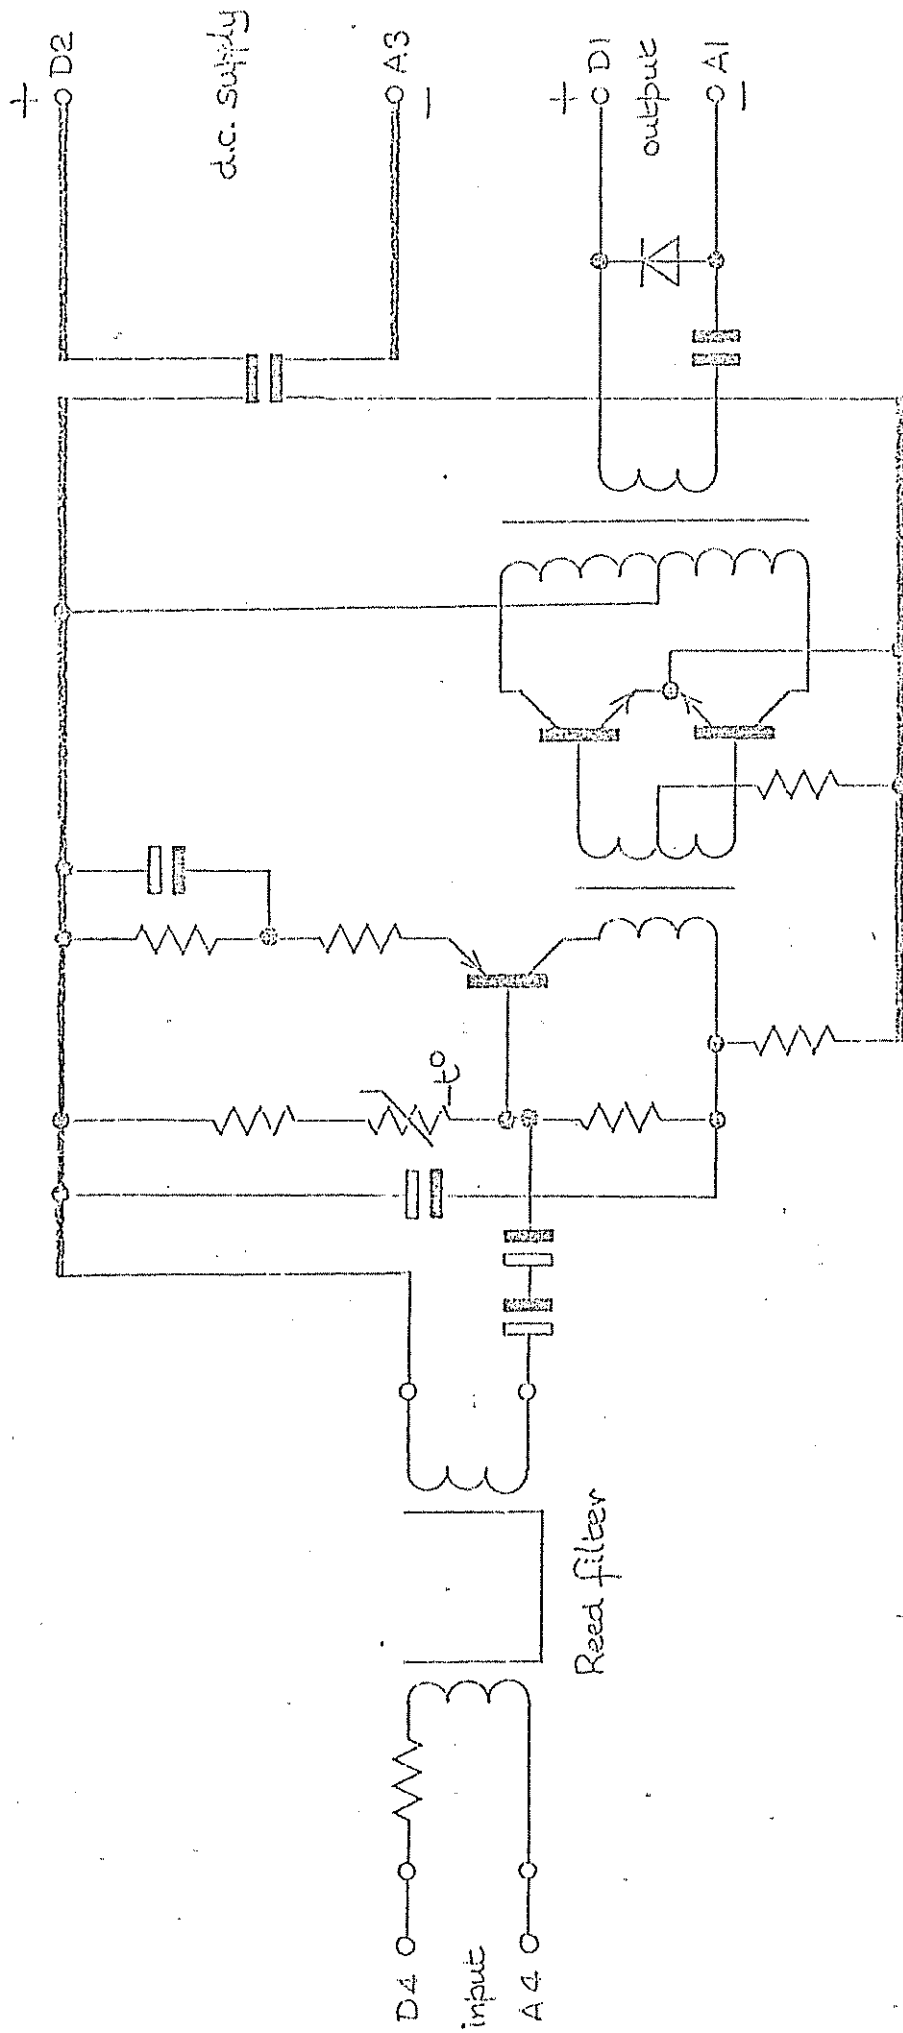 +
D2
d.c. supply
A3
−
+
D1
output
A1
−
t°
Reed filter
D4
input
A4